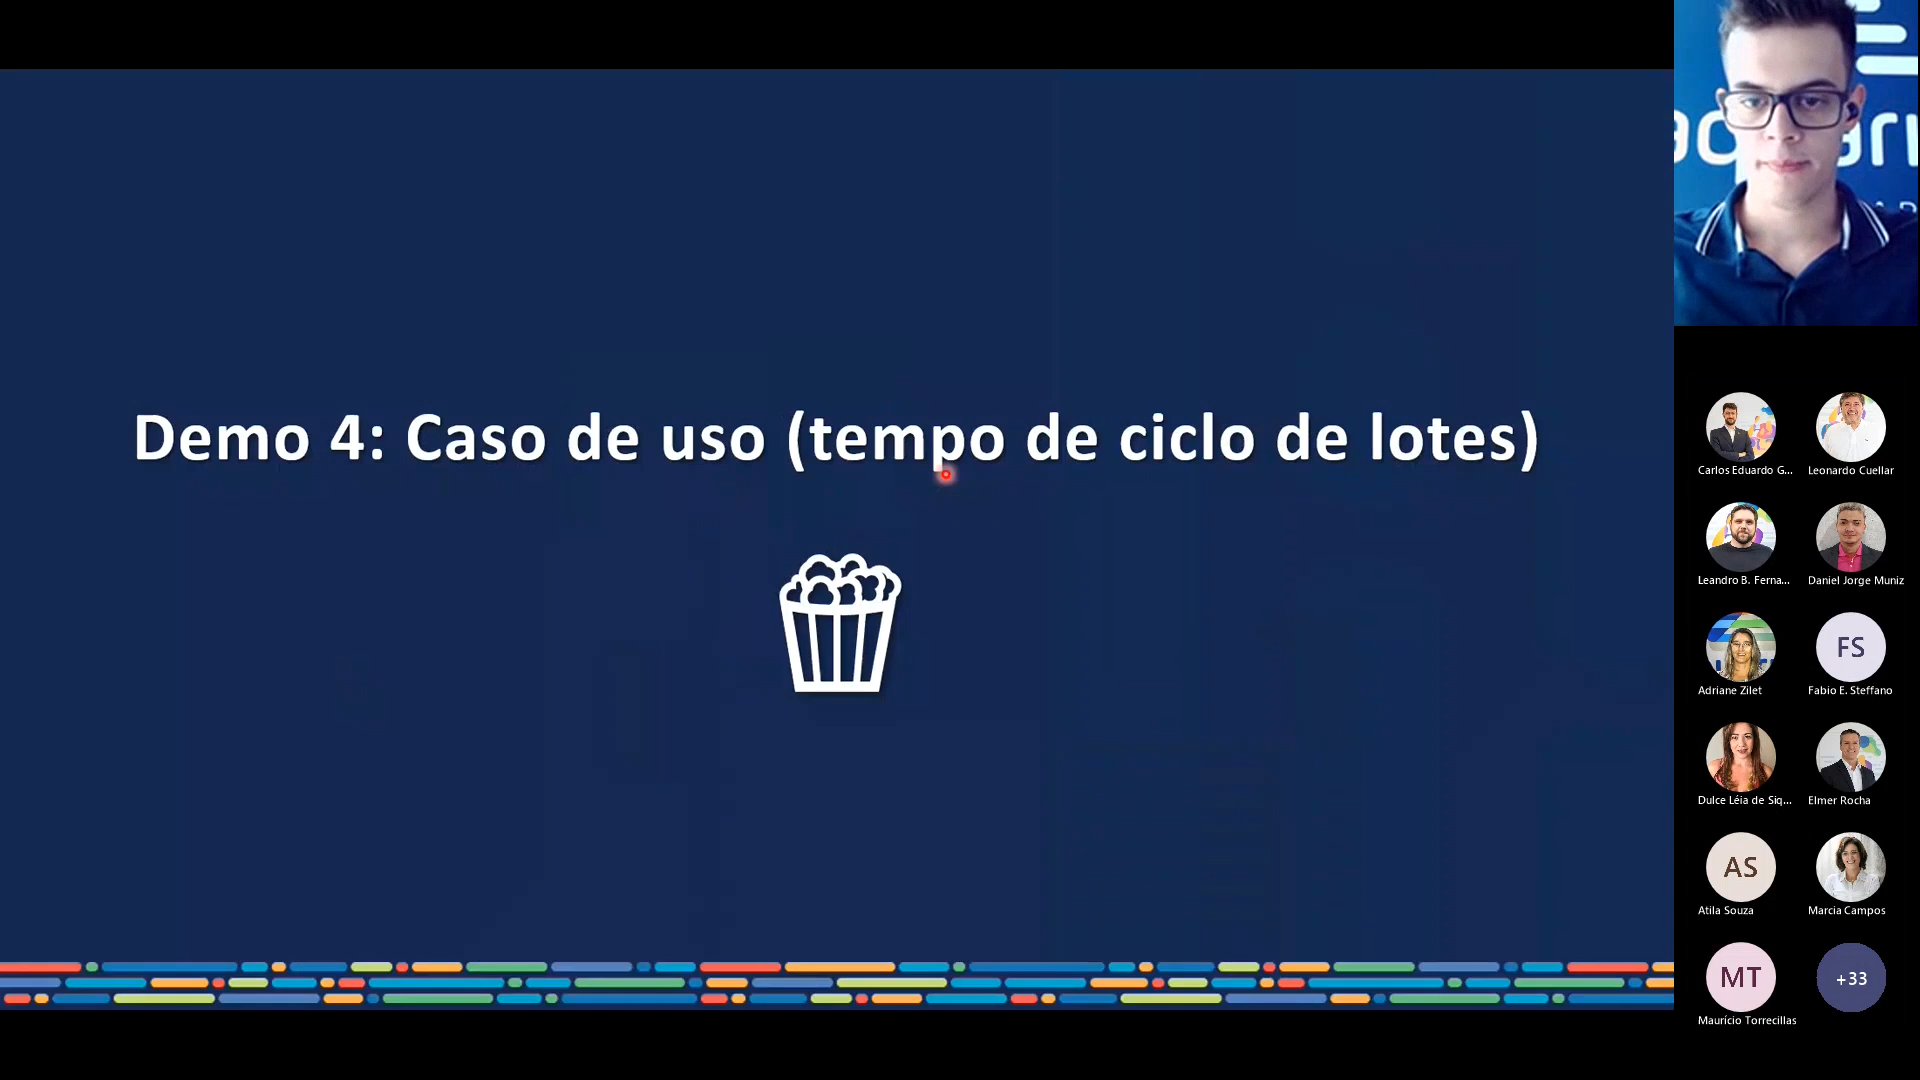 Demo 4: Caso de uso (tempo de ciclo de lotes)
Carlos Eduardo G...
Leonardo Cuellar
Leandro B. Ferna...
Daniel Jorge Muniz
Adriane Zilet
FS
Fabio E. Steffano
Dulce Léia de Siq...
Elmer Rocha
AS
Atila Souza
Marcia Campos
MT
Maurício Torrecillas
+33